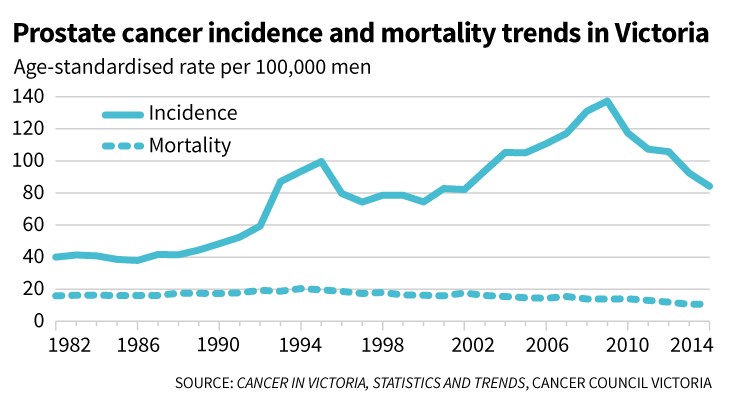 Prostate cancer incidence and mortality trends in Victoria
Age-standardised rate per 100,000 men
140
120
100
80
60
40
20
0
Incidence
Mortality
1982 1986 1990 1994 1998 2002 2006 2010 2014
SOURCE: CANCER IN VICTORIA, STATISTICS AND TRENDS, CANCER COUNCIL VICTORIA